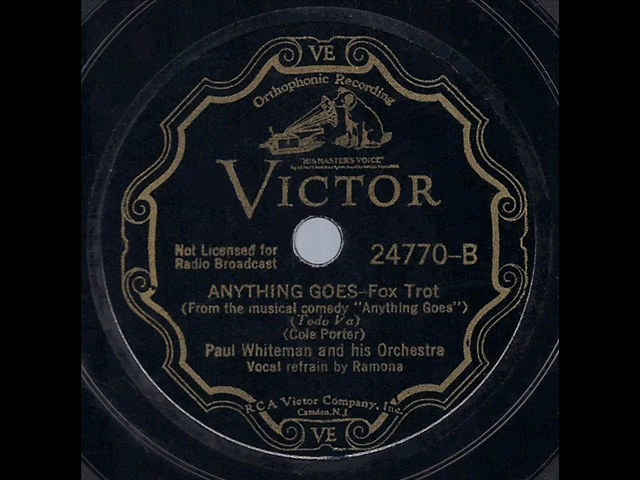 VE
Orthophonic Recording
"HIS MASTER'S VOICE"
VICTOR
Not Licensed for
Radio Broadcast
24770-B
ANYTHING GOES-Fox Trot
(From the musical comedy "Anything Goes")
(Todo Va)
(Cole Porter)
Paul Whiteman and his Orchestra
Vocal refrain by Ramona
RCA Victor Company, Inc.
Camden, N.J.
VE